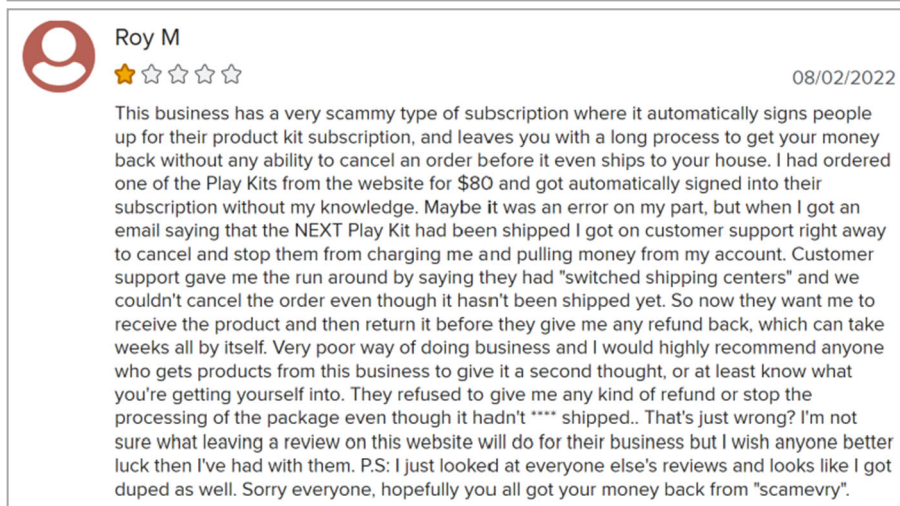 Roy M
08/02/2022
This business has a very scammy type of subscription where it automatically signs people
up for their product kit subscription, and leaves you with a long process to get your money
back without any ability to cancel an order before it even ships to your house. I had ordered
one of the Play Kits from the website for $80 and got automatically signed into their
subscription without my knowledge. Maybe it was an error on my part, but when I got an
email saying that the NEXT Play Kit had been shipped I got on customer support right away
to cancel and stop them from charging me and pulling money from my account. Customer
support gave me the run around by saying they had "switched shipping centers" and we
couldn't cancel the order even though it hasn't been shipped yet. So now they want me to
receive the product and then return it before they give me any refund back, which can take
weeks all by itself. Very poor way of doing business and I would highly recommend anyone
who gets products from this business to give it a second thought, or at least know what
you're getting yourself into. They refused to give me any kind of refund or stop the
processing of the package even though it hadn't **** shipped.. That's just wrong? I'm not
sure what leaving a review on this website will do for their business but I wish anyone better
luck then I've had with them. P.S: I just looked at everyone else's reviews and looks like I got
duped as well. Sorry everyone, hopefully you all got your money back from "scamevry".